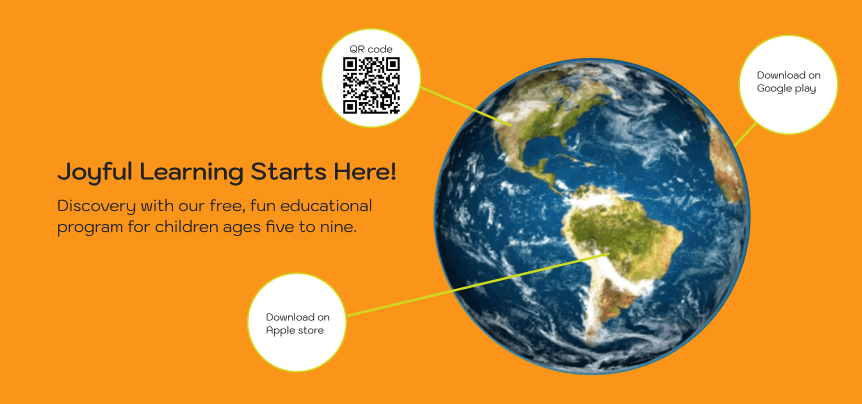 QR code
Download on
Google play
Joyful Learning Starts Here!
Discovery with our free, fun educational
program for children ages five to nine.
Download on
Apple store